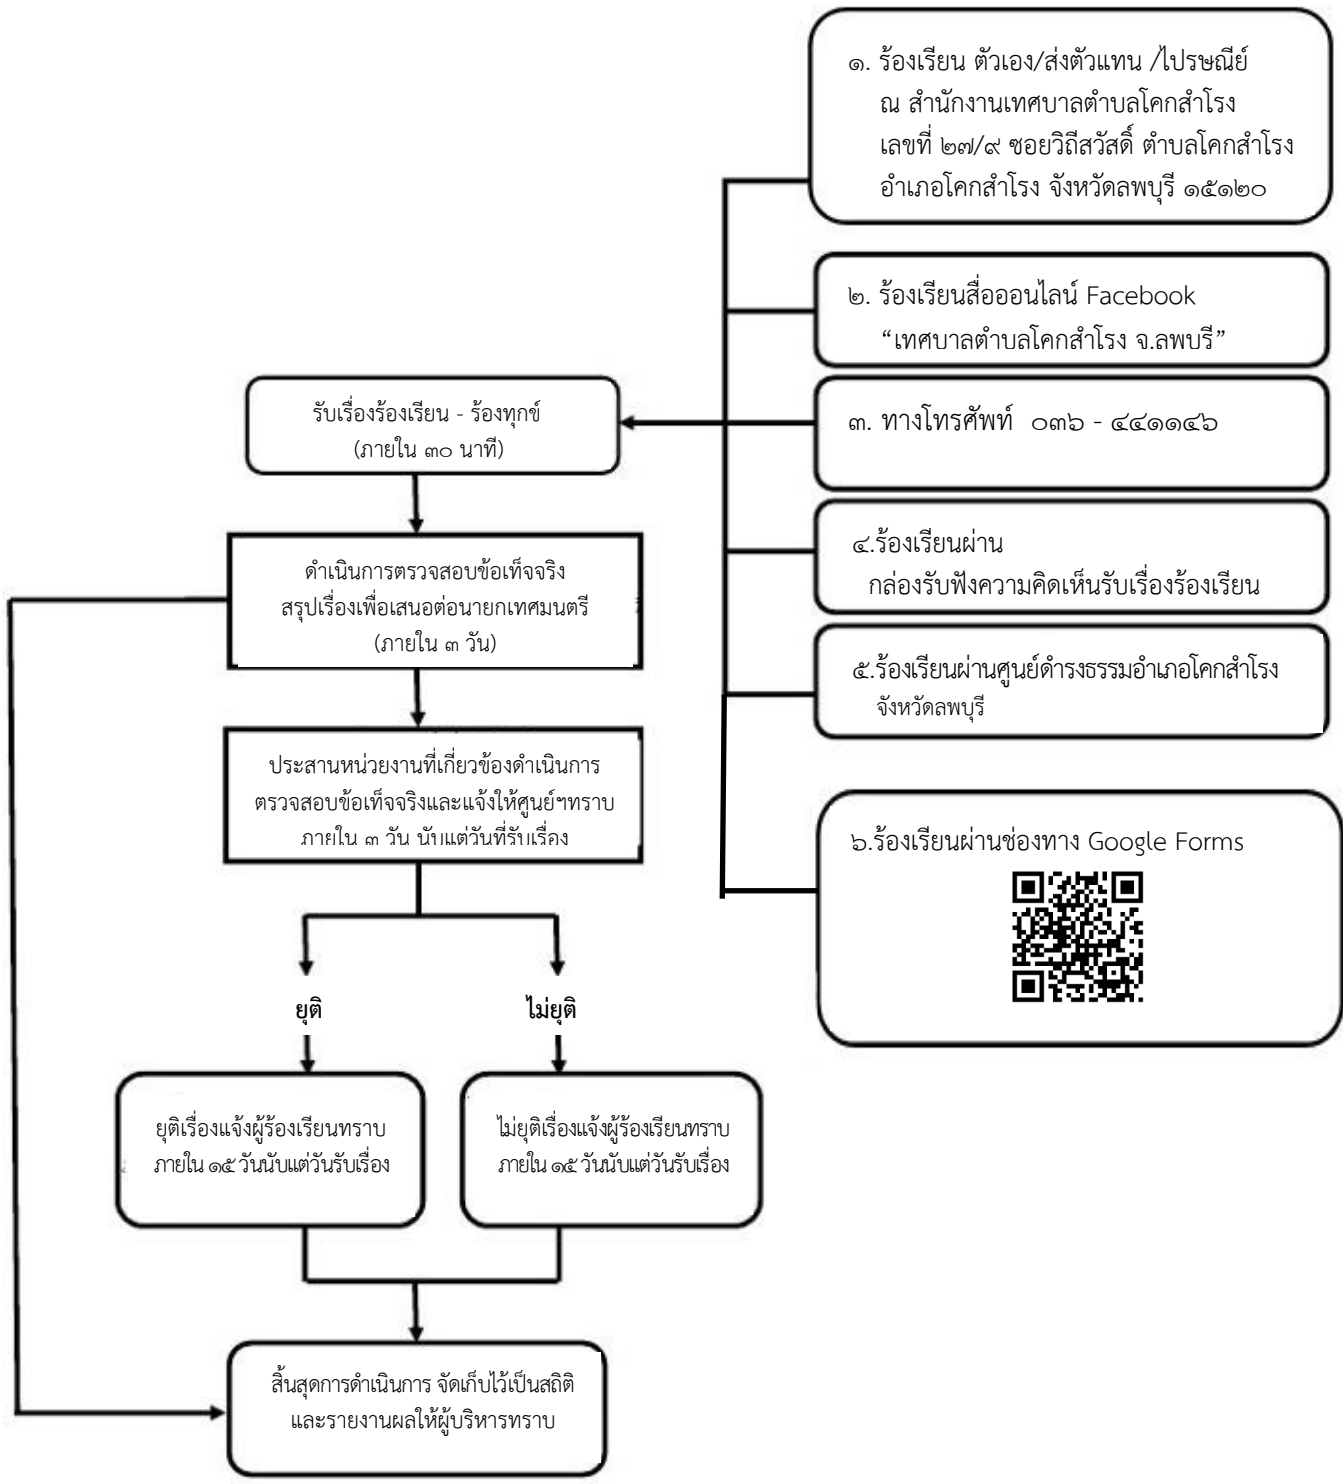 ๑. ร้องเรียน ตัวเอง/ส่งตัวแทน /ไปรษณีย์
ณ สำนักงานเทศบาลตำบลโคกสำโรง
เลขที่ ๒๗/๙ ซอยวิถีสวัสดิ์ ตำบลโคกสำโรง
อำเภอโคกสำโรง จังหวัดลพบุรี ๑๕๑๒๐
๒. ร้องเรียนสื่อออนไลน์ Facebook
“เทศบาลตำบลโคกสำโรง จ.ลพบรี”
๓. ทางโทรศัพท์ ๐๓๖ - ๔๔๑๑๔๖
๔.ร้องเรียนผ่าน
กล่องรับฟังความคิดเห็นรับเรื่องร้องเรียน
๕.ร้องเรียนผ่านศูนย์ดำรงธรรมอำเภอโคกสำโรง
จังหวัดลพบุรี
๖.ร้องเรียนผ่านช่องทาง Google Forms
รับเรื่องร้องเรียน - ร้องทุกข์
(ภายใน ๓๐ นาที)
ดำเนินการตรวจสอบข้อเท็จจริง
สรุปเรื่องเพื่อเสนอต่อนายกเทศมนตรี
(ภายใน ๓ วัน)
ประสานหน่วยงานที่เกี่ยวข้องดำเนินการ
ตรวจสอบข้อเท็จจริงและแจ้งให้ศูนย์ฯทราบ
ภายใน ๓ วัน นับแต่วันที่รับเรื่อง
ยุติ
ไม่ยุติ
ยุติเรื่องแจ้งผู้ร้องเรียนทราบ
ภายใน ๑๕ วันนับแต่วันรับเรื่อง
ไม่ยุติเรื่องแจ้งผู้ร้องเรียนทราบ
ภายใน ๑๕ วันนับแต่วันรับเรื่อง
สิ้นสุดการดำเนินการ จัดเก็บไว้เป็นสถิติ
และรายงานผลให้ผู้บริหารทราบ